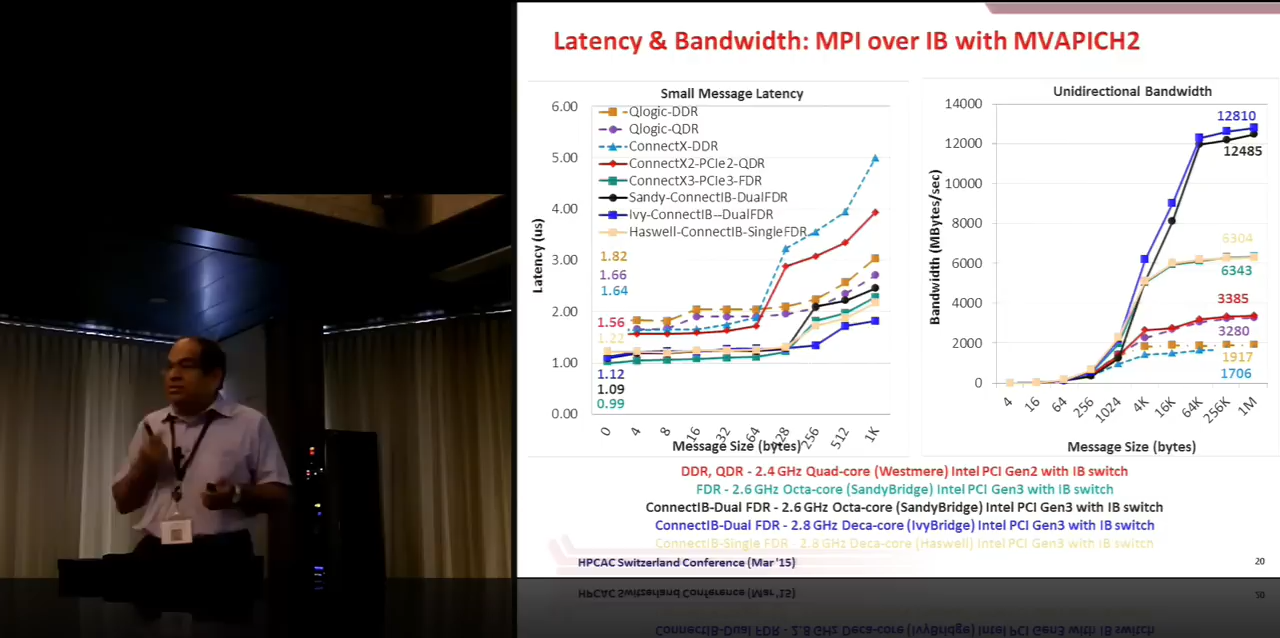 Latency & Bandwidth: MPI over IB with MVAPICH2
Small Message Latency
6.00
5.00
4.00
3.00
2.00
1.00
0.00
Latency (us)
Qlogic-DDR
Qlogic-QDR
ConnectX-DDR
ConnectX2-PCIe2-QDR
ConnectX3-PCIe3-FDR
Sandy-ConnectIB-DualFDR
Ivy-ConnectIB--DualFDR
Haswell-ConnectIB-SingleFDR
1.82
1.66
1.64
1.56
1.22
1.12
1.09
0.99
0 4 8 16 32 64 128 256 512 1K
Message Size (bytes)
Unidirectional Bandwidth
14000
12000
10000
8000
6000
4000
2000
0
Bandwidth (MBytes/sec)
12810
12485
6304
6343
3385
3280
1917
1706
4 16 64 256 1024 4K 16K 64K 256K 1M
Message Size (bytes)
DDR, QDR - 2.4 GHz Quad-core (Westmere) Intel PCI Gen2 with IB switch
FDR - 2.6 GHz Octa-core (SandyBridge) Intel PCI Gen3 with IB switch
ConnectIB-Dual FDR - 2.6 GHz Octa-core (SandyBridge) Intel PCI Gen3 with IB switch
ConnectIB-Dual FDR - 2.8 GHz Deca-core (IvyBridge) Intel PCI Gen3 with IB switch
ConnectIB-Single FDR - 2.8 GHz Deca-core (Haswell) Intel PCI Gen3 with IB switch
HPCAC Switzerland Conference (Mar '15)
20